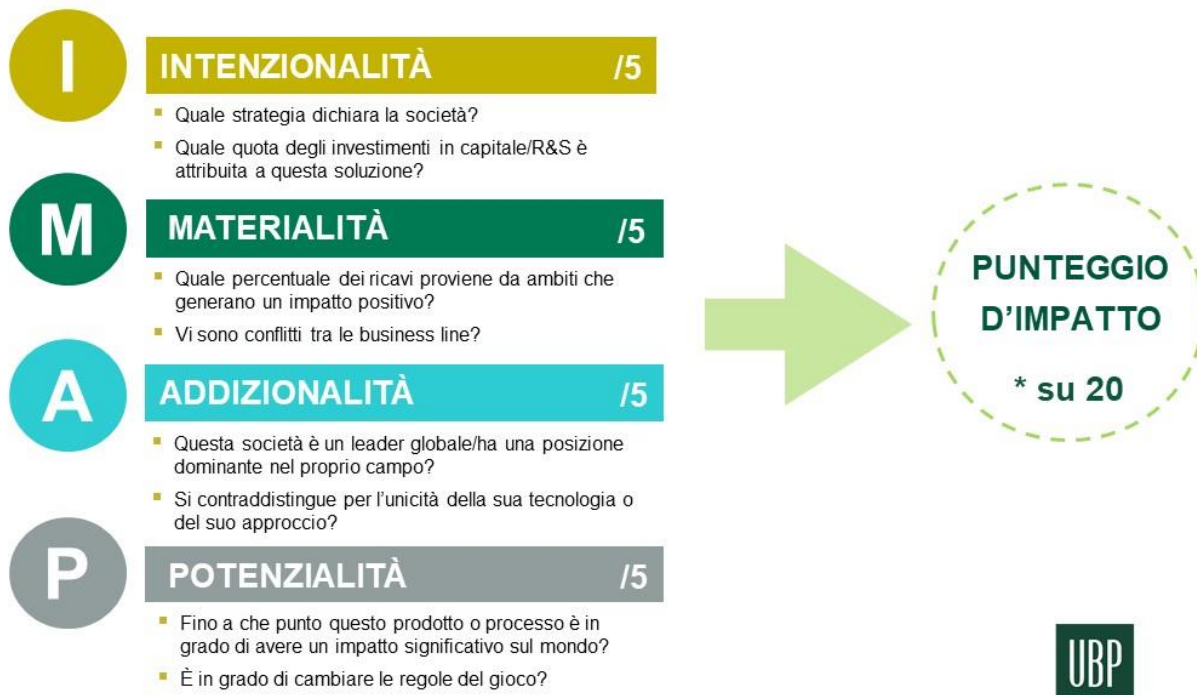 I
INTENZIONALITÀ /5
▪ Quale strategia dichiara la società?
▪ Quale quota degli investimenti in capitale/R&S è
attribuita a questa soluzione?
M
MATERIALITÀ /5
▪ Quale percentuale dei ricavi proviene da ambiti che
generano un impatto positivo?
▪ Vi sono conflitti tra le business line?
A
ADDIZIONALITÀ /5
▪ Questa società è un leader globale/ha una posizione
dominante nel proprio campo?
▪ Si contraddistingue per l'unicità della sua tecnologia o
del suo approccio?
P
POTENZIALITÀ /5
▪ Fino a che punto questo prodotto o processo è in
grado di avere un impatto significativo sul mondo?
▪ È in grado di cambiare le regole del gioco?
PUNTEGGIO
D'IMPATTO
* su 20
UBP